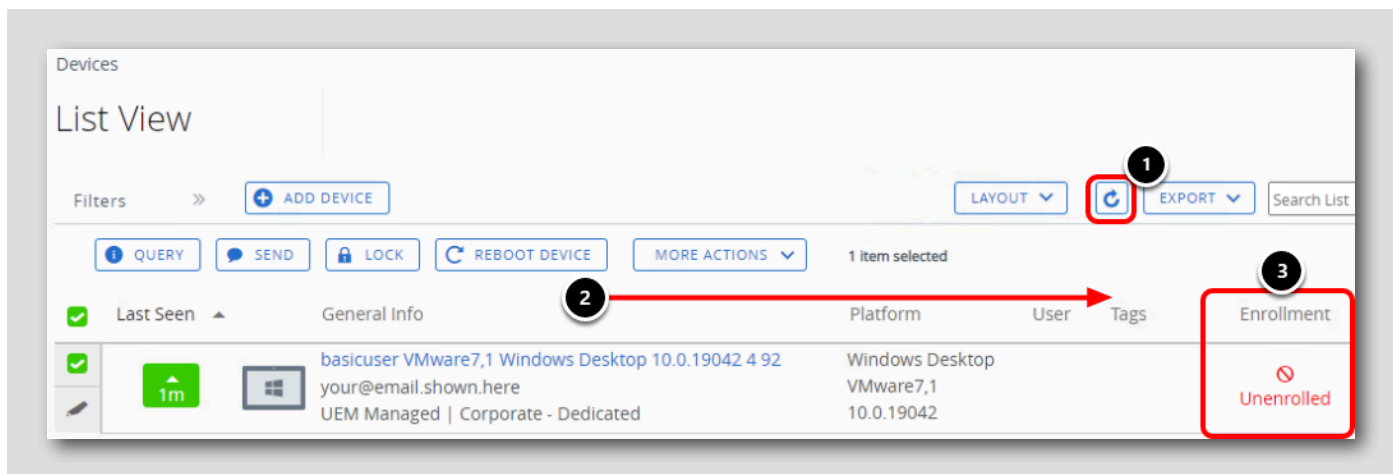 Devices
List View
1
Filters » ADD DEVICE LAYOUT EXPORT Search List
QUERY SEND LOCK REBOOT DEVICE MORE ACTIONS 1 item selected
2
3
Last Seen General Info Platform User Tags Enrollment
basicuser VMware7,1 Windows Desktop 10.0.19042 4 92 Windows Desktop
1m your@email.shown.here VMware7,1 Unenrolled
UEM Managed | Corporate - Dedicated 10.0.19042